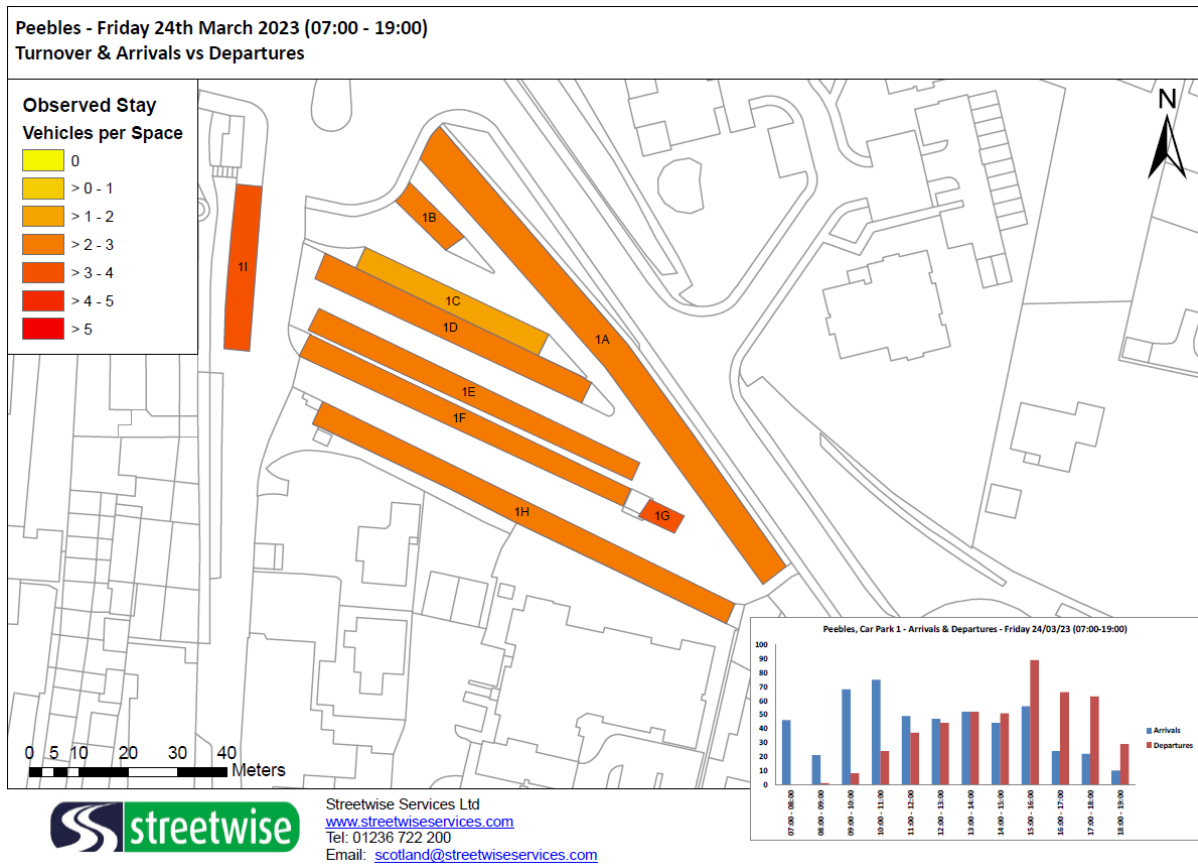 Peebles - Friday 24th March 2023 (07:00 - 19:00)
Turnover & Arrivals vs Departures
Observed Stay
Vehicles per Space
0
> 0 - 1
> 1 - 2
> 2 - 3
> 3 - 4
> 4 - 5
> 5
N
1I
1B
1C
1D
1A
1E
1F
1G
1H
0 5 10 20 30 40
Meters
Peebles, Car Park 1 - Arrivals & Departures - Friday 24/03/23 (07:00-19:00)
100
90
80
70
60
50
40
30
20
10
0
07:00 - 08:00
08:00 - 09:00
09:00 - 10:00
10:00 - 11:00
11:00 - 12:00
12:00 - 13:00
13:00 - 14:00
14:00 - 15:00
15:00 - 16:00
16:00 - 17:00
17:00 - 18:00
18:00 - 19:00
Arrivals
Departures
streetwise
Streetwise Services Ltd
www.streetwiseservices.com
Tel: 01236 722 200
Email: scotland@streetwiseservices.com